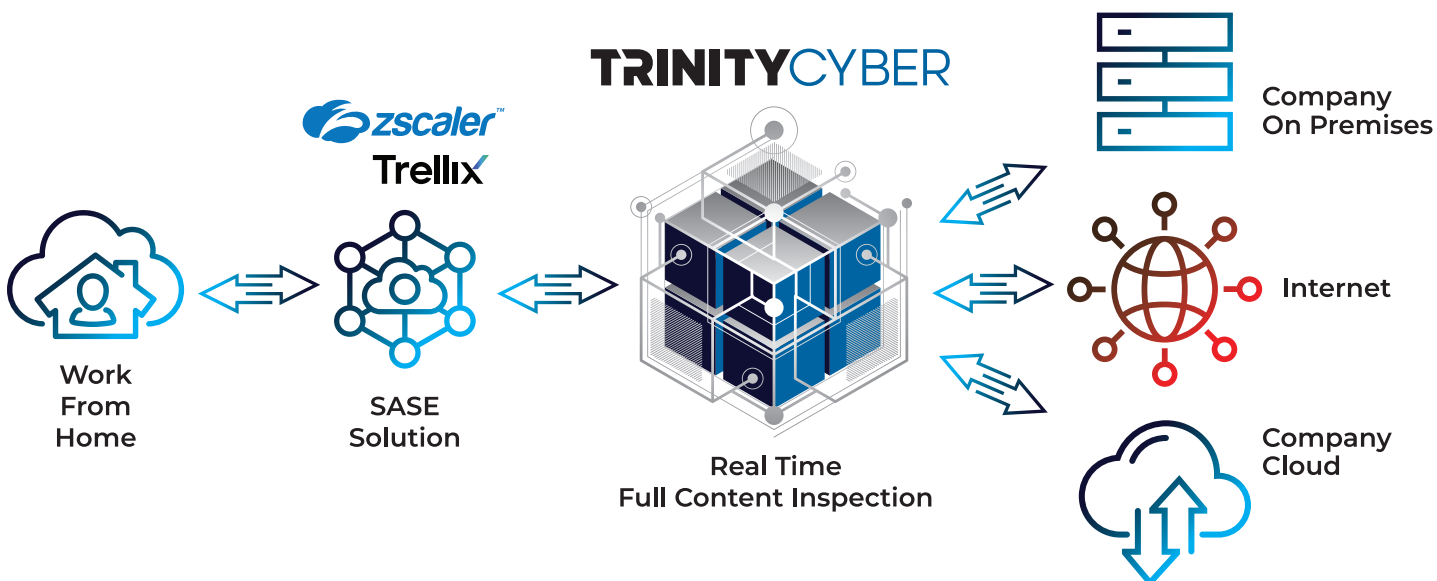 TRINITYCYBER
zscaler™
Trellix
Work
From
Home
SASE
Solution
Real Time
Full Content Inspection
Company
On Premises
Internet
Company
Cloud